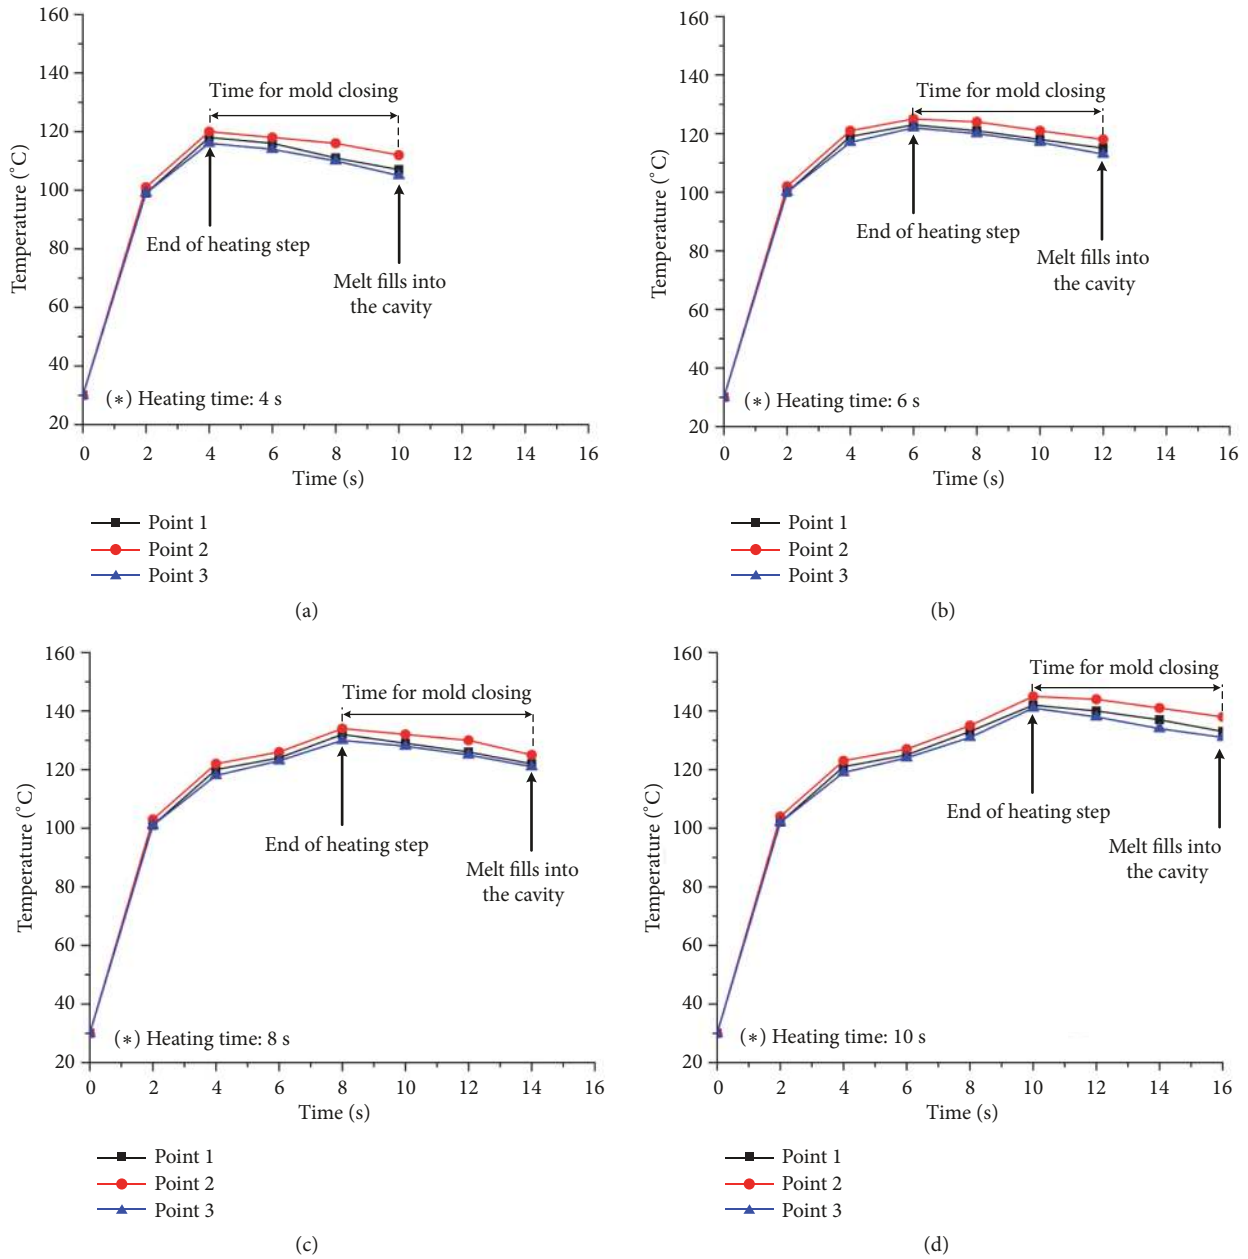 160
140
120
100
80
60
40
20
Temperature (°C)
Time for mold closing
End of heating step
Melt fills into
the cavity
(∗) Heating time: 4 s
0 2 4 6 8 10 12 14 16
Time (s)
Point 1
Point 2
Point 3
(a)
160
140
120
100
80
60
40
20
Temperature (°C)
Time for mold closing
End of heating step
Melt fills into
the cavity
(∗) Heating time: 6 s
0 2 4 6 8 10 12 14 16
Time (s)
Point 1
Point 2
Point 3
(b)
160
140
120
100
80
60
40
20
Temperature (°C)
Time for mold closing
End of heating step
Melt fills into
the cavity
(∗) Heating time: 8 s
0 2 4 6 8 10 12 14 16
Time (s)
Point 1
Point 2
Point 3
(c)
160
140
120
100
80
60
40
20
Temperature (°C)
Time for mold closing
End of heating step
Melt fills into
the cavity
(∗) Heating time: 10 s
0 2 4 6 8 10 12 14 16
Time (s)
Point 1
Point 2
Point 3
(d)